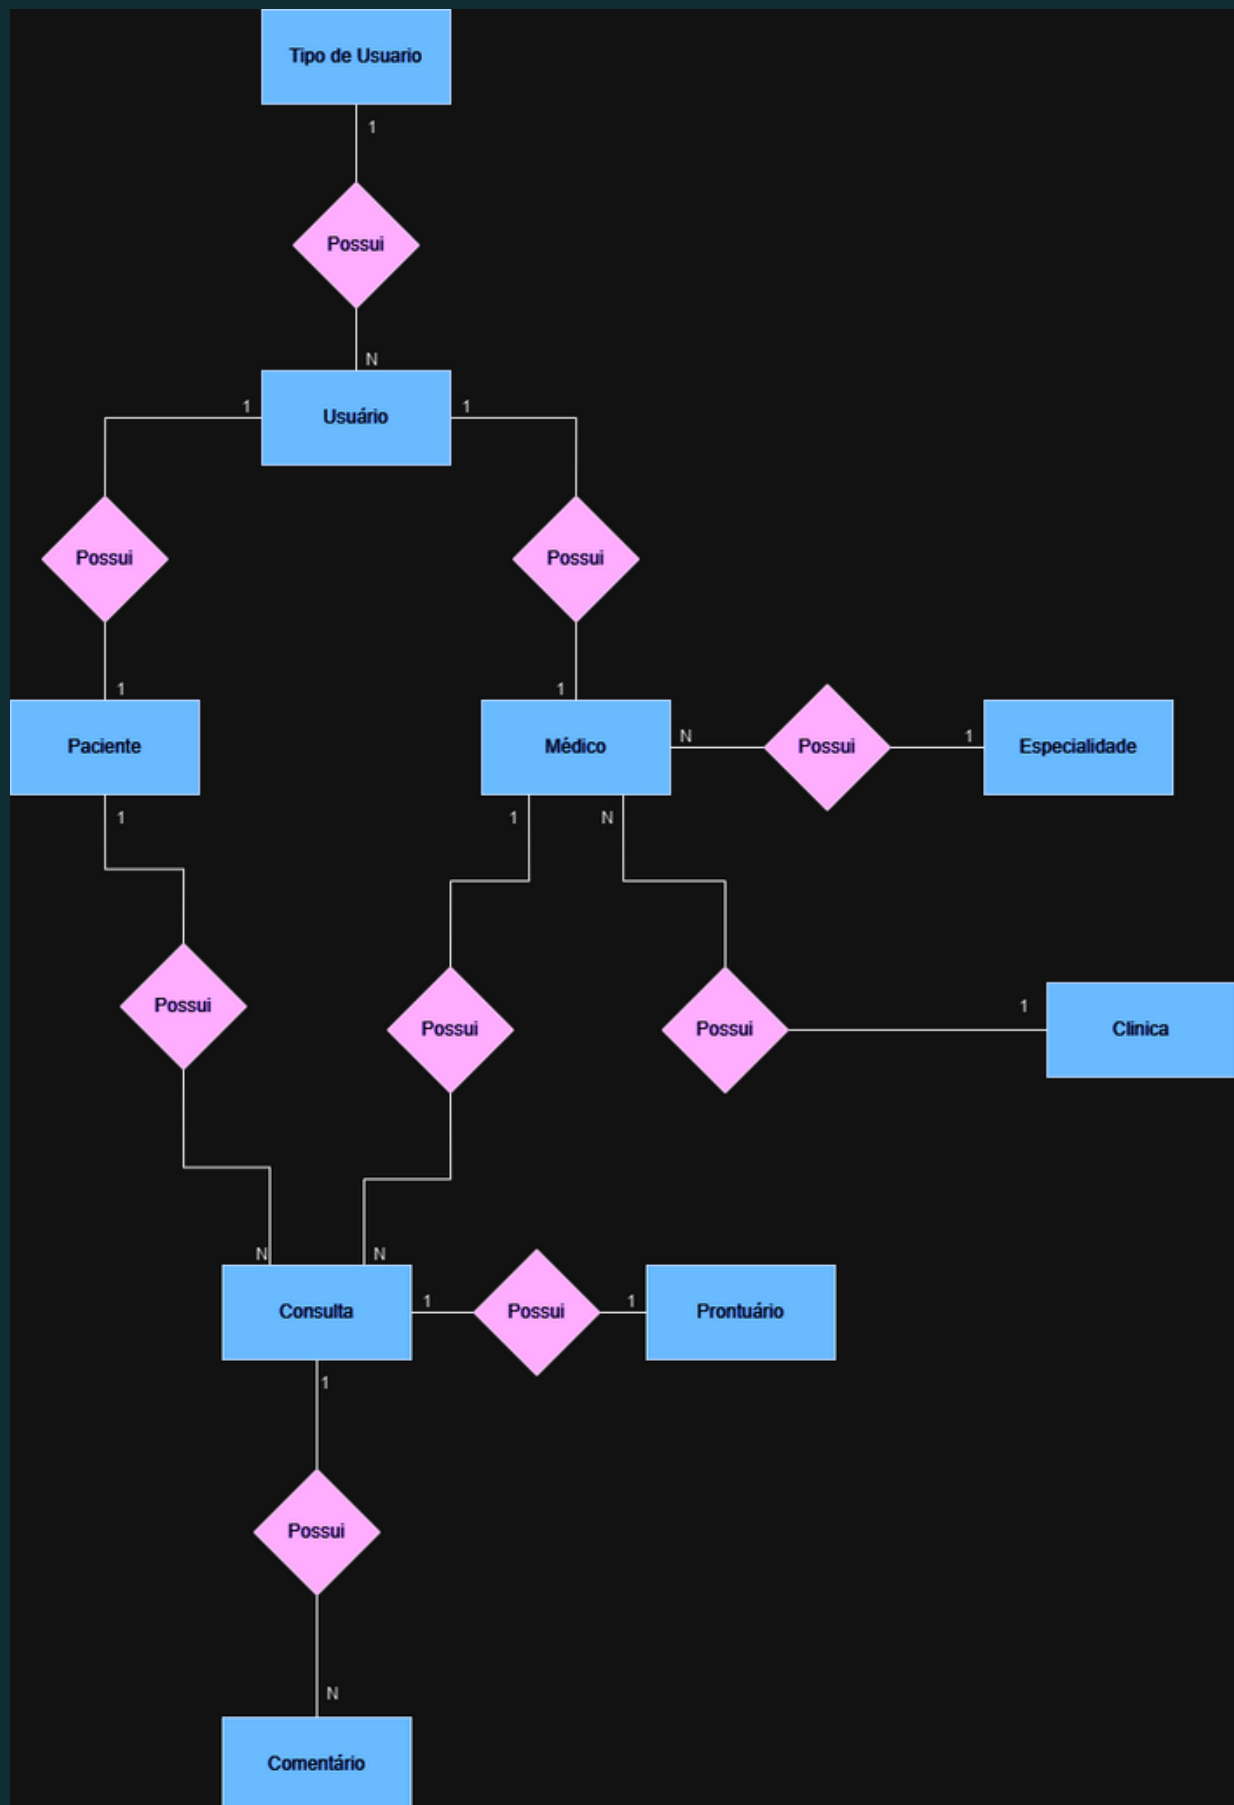 Tipo de Usuario
1
Possui
N
1
Usuário
1
Possui
Possui
1
1
Paciente
Médico
N
Possui
1
Especialidade
1
1
N
Possui
Possui
Possui
1
Clinica
N
N
Consulta
1
Possui
1
Prontuário
1
Possui
N
Comentário